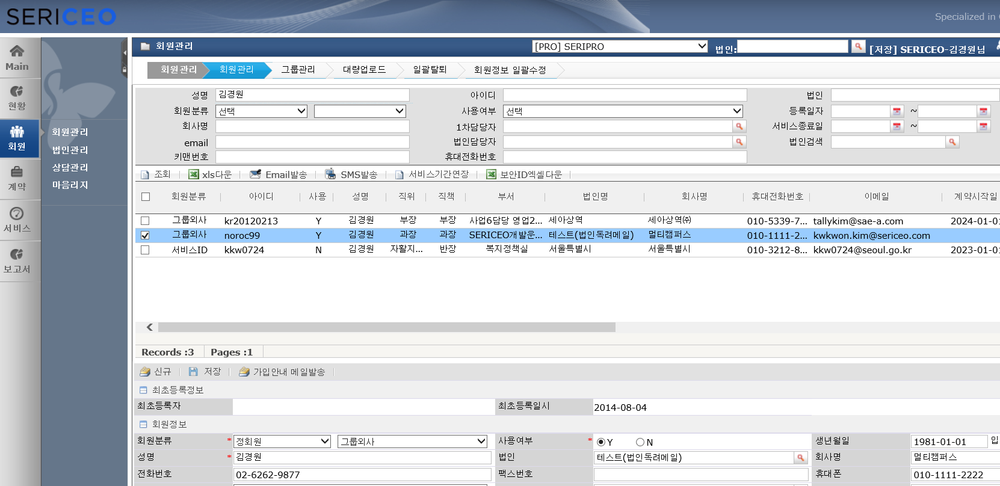 SERICEO
Specialized in
Main
현황
회원
계약
서비스
보고서
회원관리
법인관리
상담관리
마음리지
회원관리
[PRO] SERIPRO
법인:
[저장] SERICEO-김경원님
회원관리 회원관리 그룹관리 대량업로드 일괄탈퇴 회원정보 일괄수정
성명 김경원 아이디 법인
회원분류 선택 사용여부 선택 등록일자 ~
회사명 1차담당자 서비스종료일 ~
email 법인담당자 법인검색
키맨번호 휴대전화번호
조회 xls다운 Email발송 SMS발송 서비스기간연장 보안ID엑셀다운
회원분류 아이디 사용 성명 직위 직책 부서 법인명 회사명 휴대전화번호 이메일 계약시작일
그룹외사 kr20120213 Y 김경원 부장 부장 사업6담당 영업2... 세아상역 세아상역㈜ 010-5339-7... tallykim@sae-a.com 2024-01-01
그룹외사 noroc99 Y 김경원 과장 과장 SERICEO개발운... 테스트(법인독려메일) 멀티캠퍼스 010-1111-2... kwkwon.kim@sericeo.com
서비스ID kkw0724 N 김경원 자활지... 반장 복지정책실 서울특별시 서울특별시 010-3212-8... kkw0724@seoul.go.kr 2023-01-01
Records :3 Pages :1
신규 저장 가입안내 메일발송
최초등록정보
최초등록자 최초등록일시 2014-08-04
회원정보
회원분류 * 정회원 그룹외사 사용여부 * Y N 생년월일 1981-01-01 입
성명 * 김경원 법인 테스트(법인독려메일) 회사명 멀티캠퍼스
전화번호 02-6262-9877 팩스번호 휴대폰 010-1111-2222